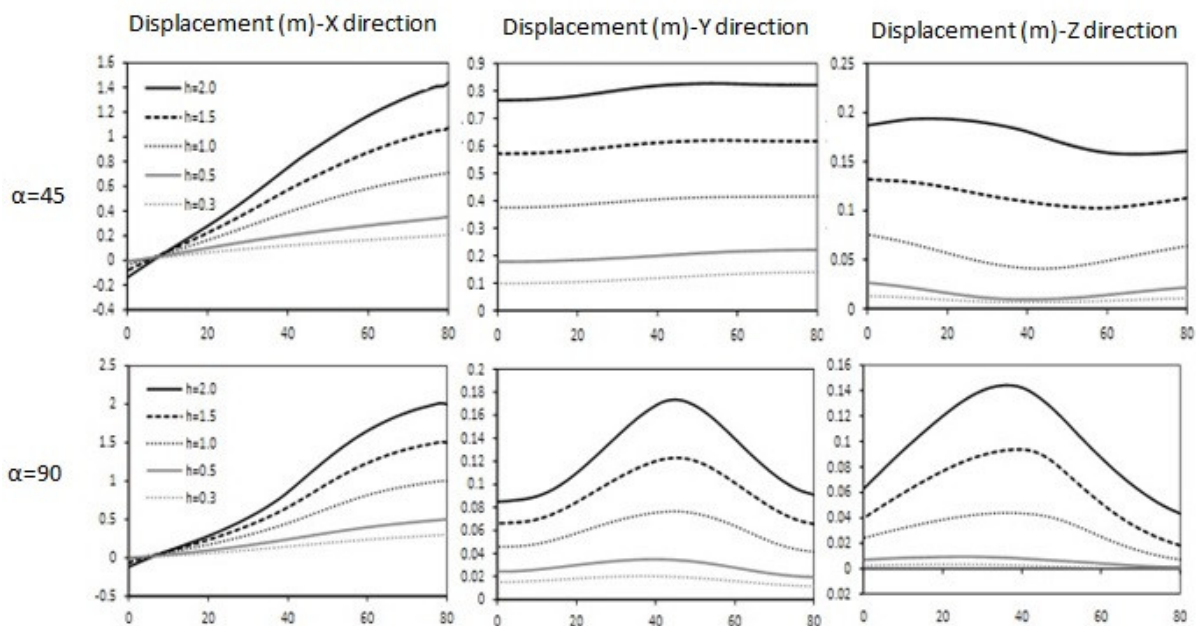 Displacement (m)-X direction
Displacement (m)-Y direction
Displacement (m)-Z direction
α=45
1.6
1.4
1.2
1
0.8
0.6
0.4
0.2
0
-0.2
-0.4
h=2.0
h=1.5
h=1.0
h=0.5
h=0.3
0 20 40 60 80
0.9
0.8
0.7
0.6
0.5
0.4
0.3
0.2
0.1
0
0 20 40 60 80
0.25
0.2
0.15
0.1
0.05
0
0 20 40 60 80
α=90
2.5
2
1.5
1
0.5
0
-0.5
h=2.0
h=1.5
h=1.0
h=0.5
h=0.3
0 20 40 60 80
0.2
0.18
0.16
0.14
0.12
0.1
0.08
0.06
0.04
0.02
0
0 20 40 60 80
0.16
0.14
0.12
0.1
0.08
0.06
0.04
0.02
0
0.02
0 20 40 60 80